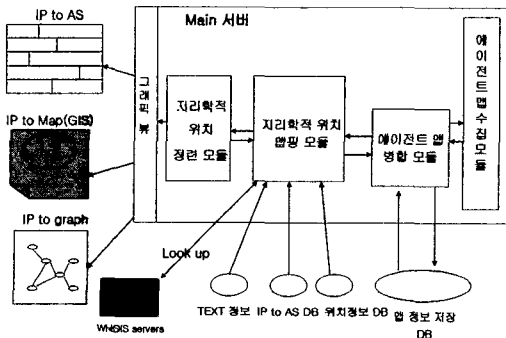 IP to AS
Main 서버
그래픽 뷰
지리학적
위치
정련 모듈
지리학적 위치
맵핑 모듈
에이전트 맵
병합 모듈
에이전트맵수집모듈
IP to Map(GIS)
IP to graph
Look up
WHSIS servers
TEXT 정보
IP to AS DB
위치정보 DB
맵 정보 저장
DB